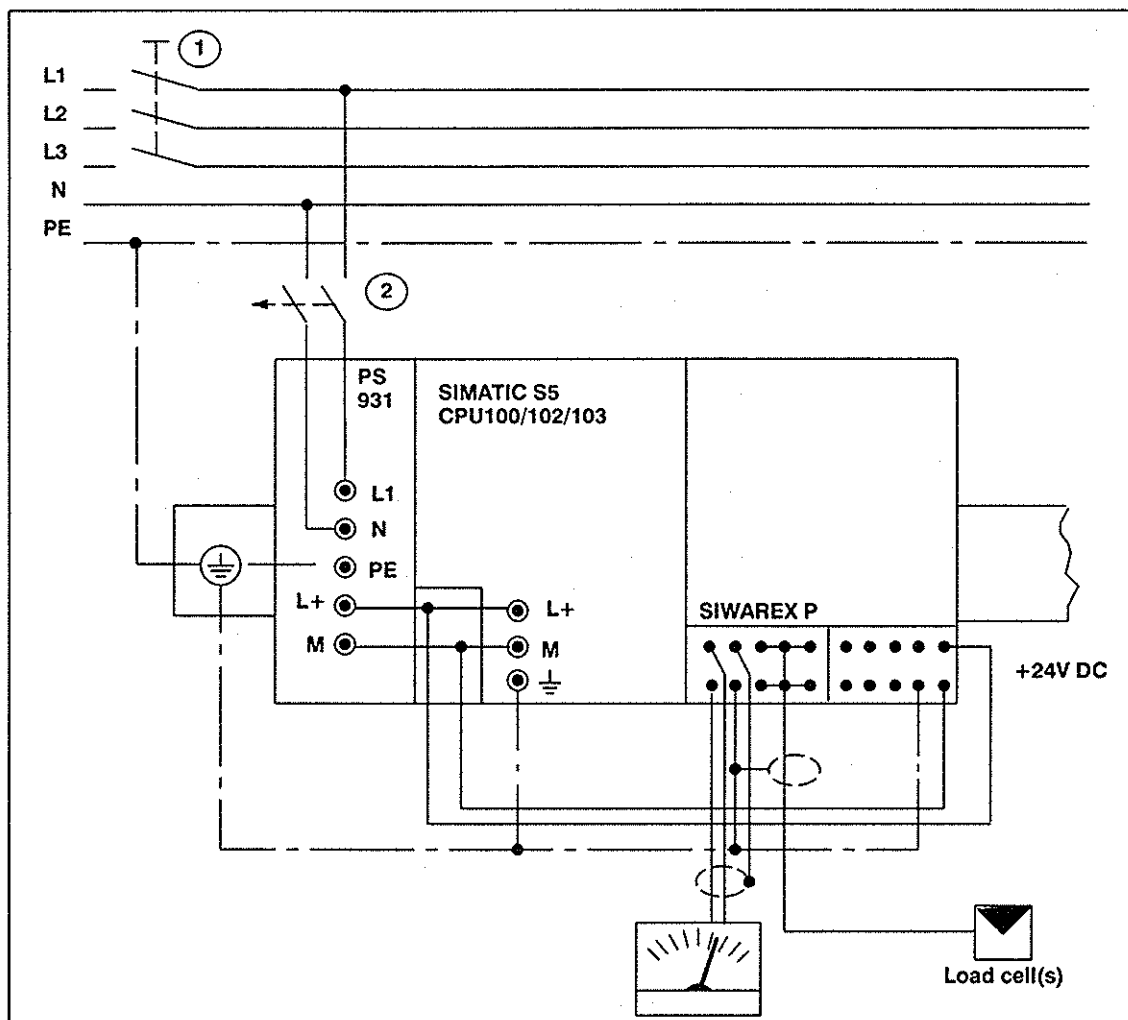 1
L1
L2
L3
N
PE
2
PS
931
SIMATIC S5
CPU100/102/103
L1
N
PE
L+
L+
M
M
SIWAREX P
+24V DC
Load cell(s)